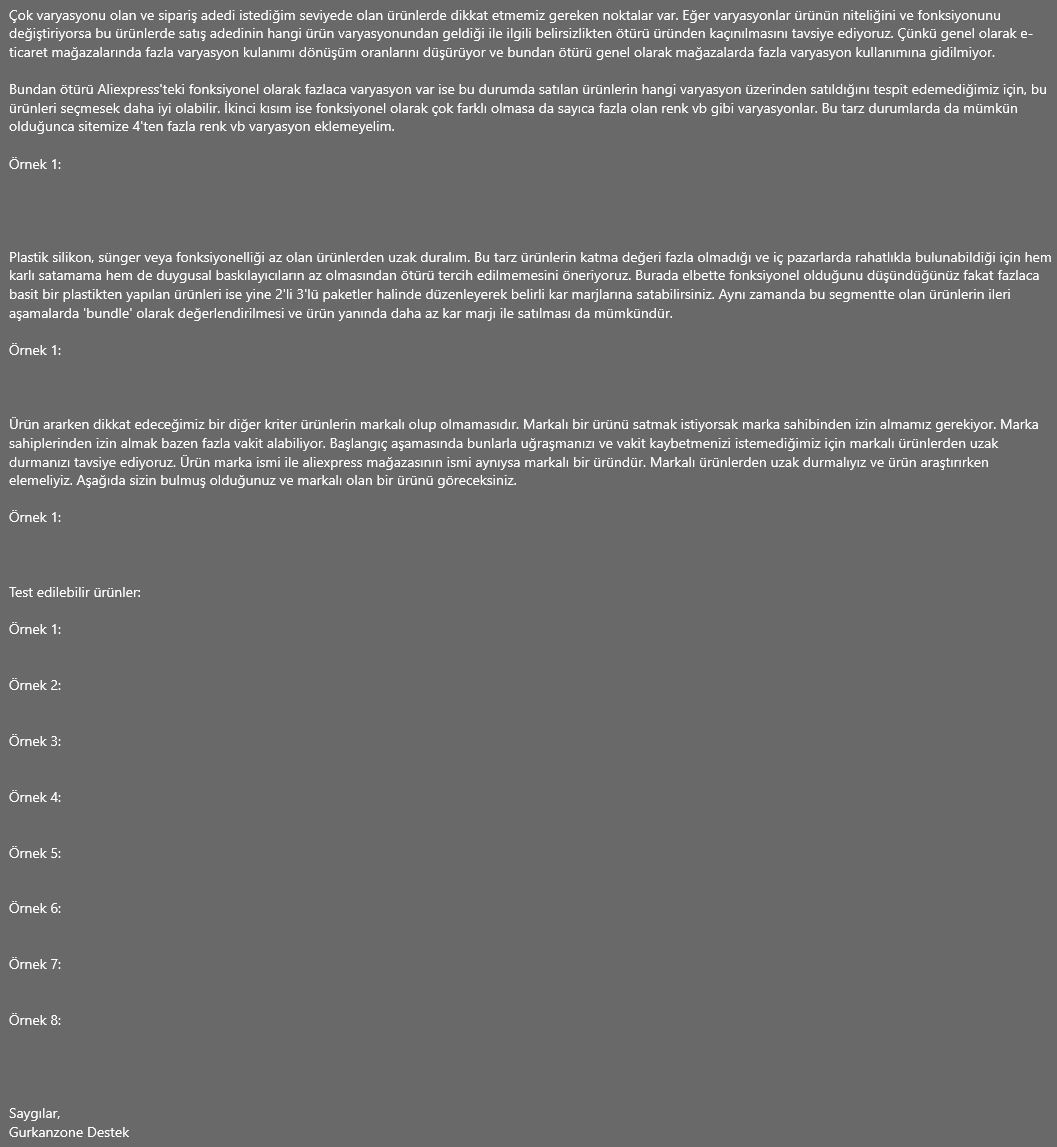 Çok varyasyonu olan ve sipariş adedi istediğim seviyede olan ürünlerde dikkat etmemiz gereken noktalar var. Eğer varyasyonlar ürünün niteliğini ve fonksiyonunu
değiştiriyorsa bu ürünlerde satış adedinin hangi ürün varyasyonundan geldiği ile ilgili belirsizlikten ötürü üründen kaçınılmasını tavsiye ediyoruz. Çünkü genel olarak e-
ticaret mağazalarında fazla varyasyon kulanımı dönüşüm oranlarını düşürüyor ve bundan ötürü genel olarak mağazalarda fazla varyasyon kullanımına gidilmiyor.
Bundan ötürü Aliexpress'teki fonksiyonel olarak fazlaca varyasyon var ise bu durumda satılan ürünlerin hangi varyasyon üzerinden satıldığını tespit edemediğimiz için, bu
ürünleri seçmesek daha iyi olabilir. İkinci kısım ise fonksiyonel olarak çok farklı olmasa da sayıca fazla olan renk vb gibi varyasyonlar. Bu tarz durumlarda da mümkün
olduğunca sitemize 4'ten fazla renk vb varyasyon eklemeyelim.
Örnek 1:
Plastik silikon, sünger veya fonksiyonelliği az olan ürünlerden uzak duralım. Bu tarz ürünlerin katma değeri fazla olmadığı ve iç pazarlarda rahatlıkla bulunabildiği için hem
karlı satamama hem de duygusal baskılayıcıların az olmasından ötürü tercih edilmemesini öneriyoruz. Burada elbette fonksiyonel olduğunu düşündüğünüz fakat fazlaca
basit bir plastikten yapılan ürünleri ise yine 2'li 3'lü paketler halinde düzenleyerek belirli kar marjlarına satabilirsiniz. Aynı zamanda bu segmentte olan ürünlerin ileri
aşamalarda 'bundle' olarak değerlendirilmesi ve ürün yanında daha az kar marjı ile satılması da mümkündür.
Örnek 1:
Ürün ararken dikkat edeceğimiz bir diğer kriter ürünlerin markalı olup olmamasıdır. Markalı bir ürünü satmak istiyorsak marka sahibinden izin almamız gerekiyor. Marka
sahiplerinden izin almak bazen fazla vakit alabiliyor. Başlangıç aşamasında bunlarla uğraşmanızı ve vakit kaybetmenizi istemediğimiz için markalı ürünlerden uzak
durmanızı tavsiye ediyoruz. Ürün marka ismi ile aliexpress mağazasının ismi aynıysa markalı bir üründür. Markalı ürünlerden uzak durmalıyız ve ürün araştırırken
elemeliyiz. Aşağıda sizin bulmuş olduğunuz ve markalı olan bir ürünü göreceksiniz.
Örnek 1:
Test edilebilir ürünler:
Örnek 1:
Örnek 2:
Örnek 3:
Örnek 4:
Örnek 5:
Örnek 6:
Örnek 7:
Örnek 8:
Saygılar,
Gurkanzone Destek